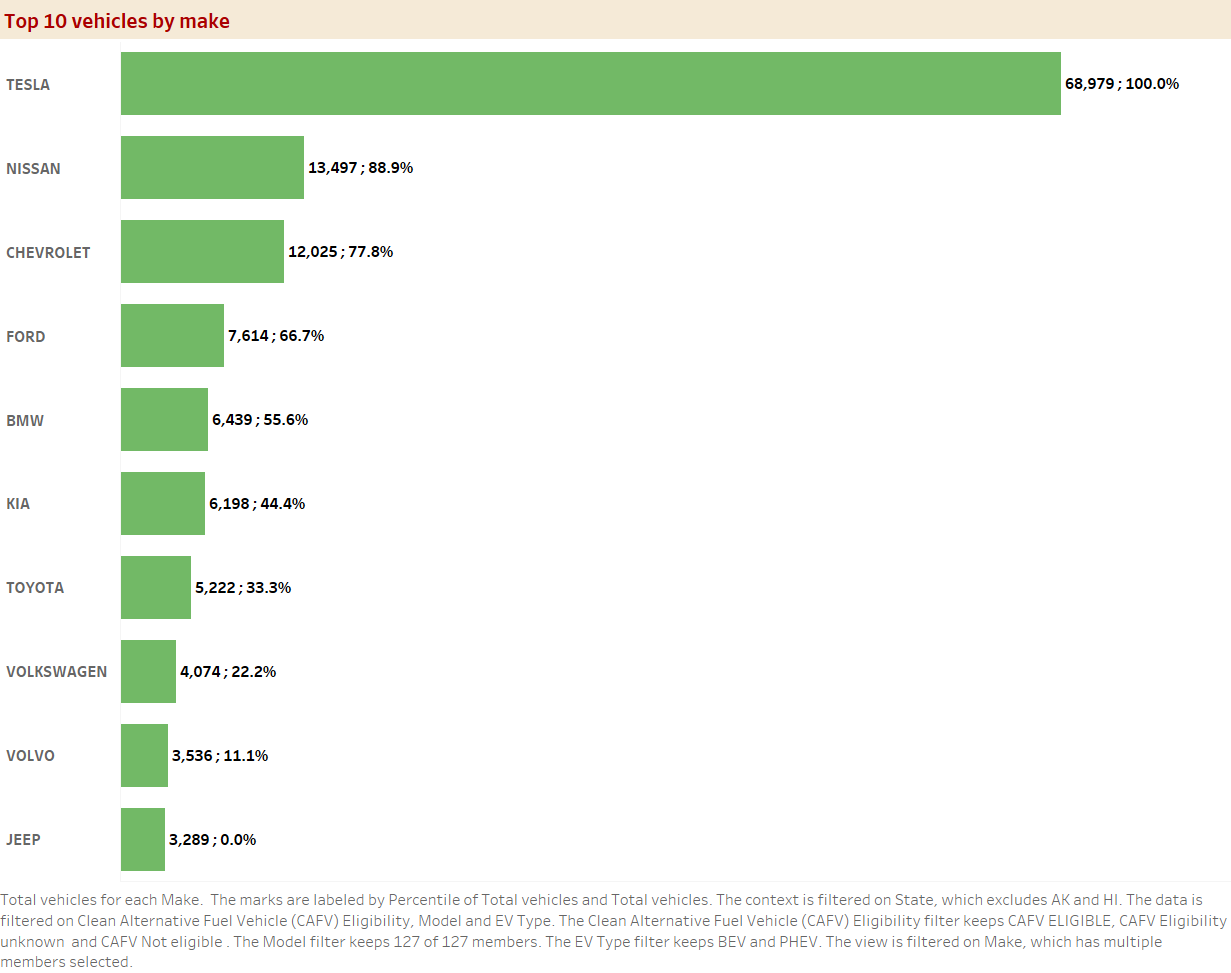 Top 10 vehicles by make
TESLA 68,979 ; 100.0%
NISSAN 13,497 ; 88.9%
CHEVROLET 12,025 ; 77.8%
FORD 7,614 ; 66.7%
BMW 6,439 ; 55.6%
KIA 6,198 ; 44.4%
TOYOTA 5,222 ; 33.3%
VOLKSWAGEN 4,074 ; 22.2%
VOLVO 3,536 ; 11.1%
JEEP 3,289 ; 0.0%
Total vehicles for each Make.  The marks are labeled by Percentile of Total vehicles and Total vehicles. The context is filtered on State, which excludes AK and HI. The data is
filtered on Clean Alternative Fuel Vehicle (CAFV) Eligibility, Model and EV Type. The Clean Alternative Fuel Vehicle (CAFV) Eligibility filter keeps CAFV ELIGIBLE, CAFV Eligibility
unknown  and CAFV Not eligible . The Model filter keeps 127 of 127 members. The EV Type filter keeps BEV and PHEV. The view is filtered on Make, which has multiple
members selected.